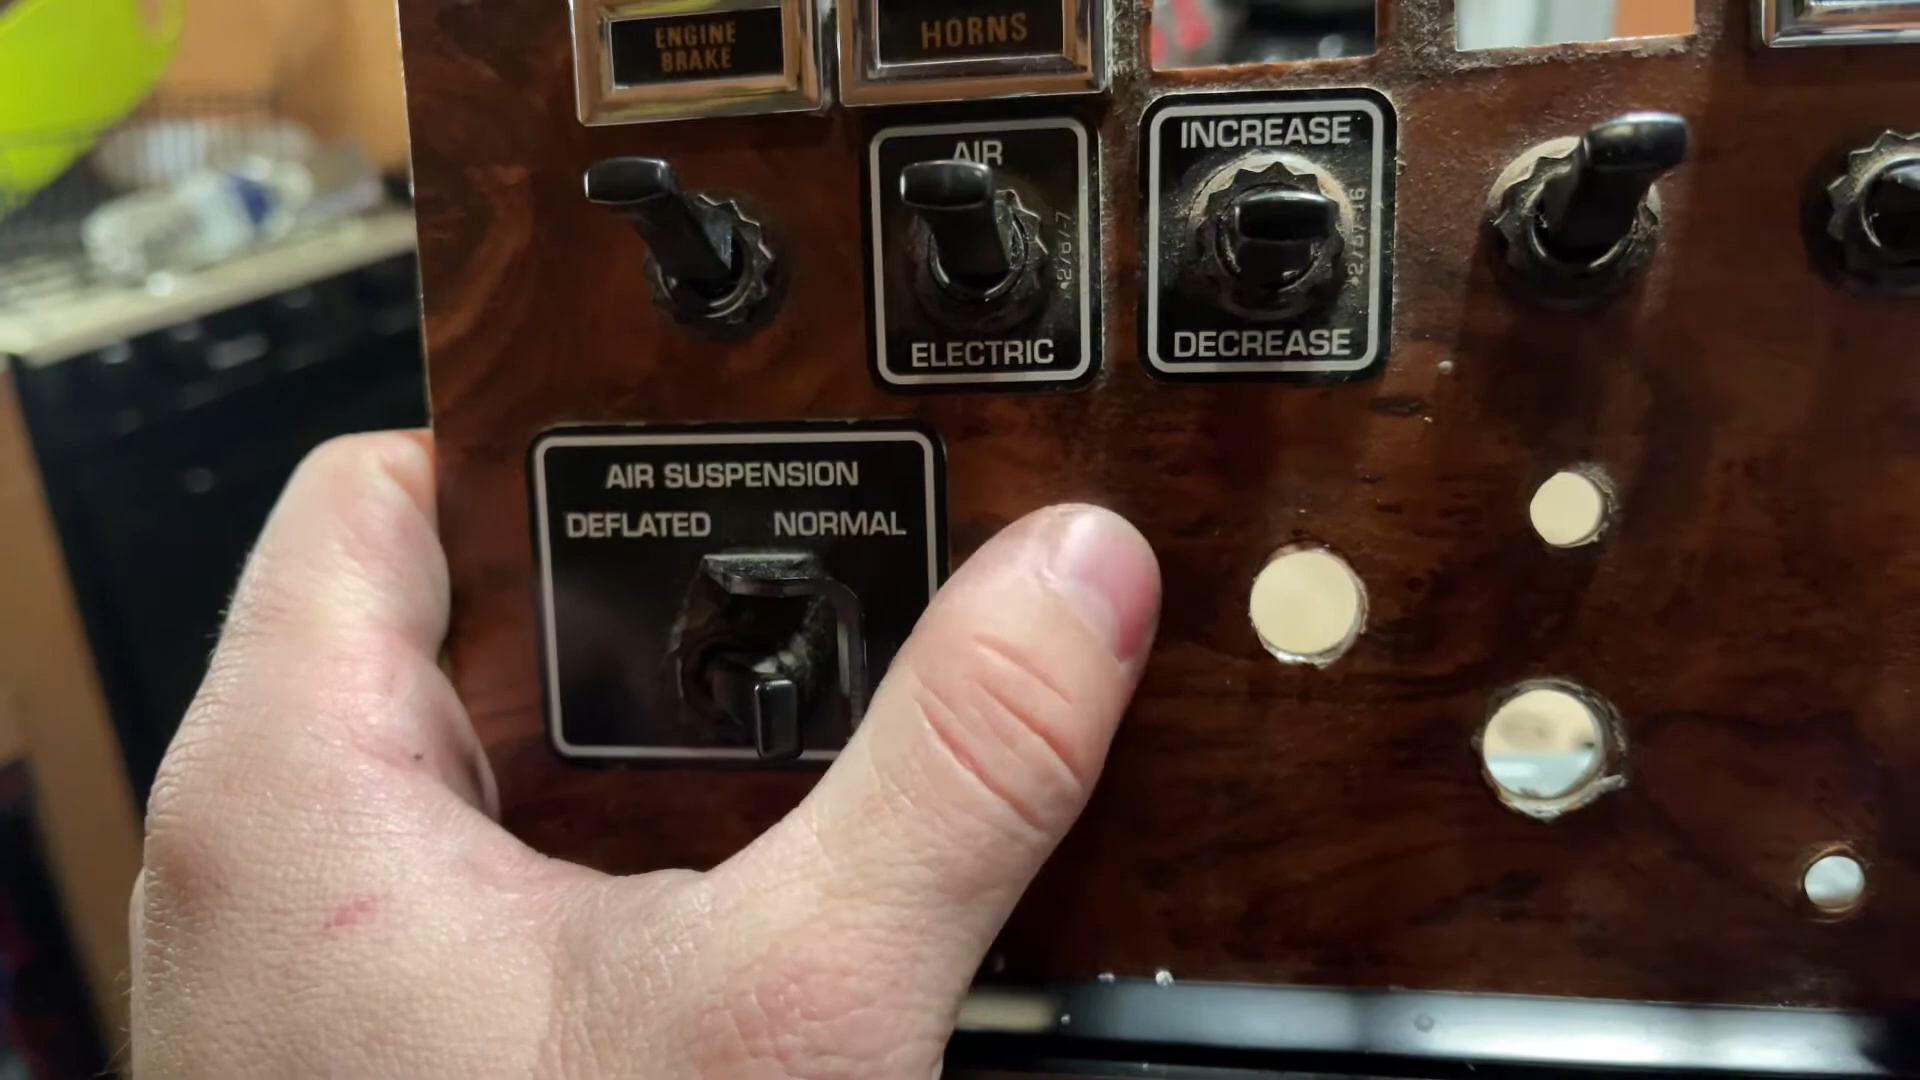 ENGINE
BRAKE
HORNS
AIR
ELECTRIC
INCREASE
DECREASE
AIR SUSPENSION
DEFLATED NORMAL